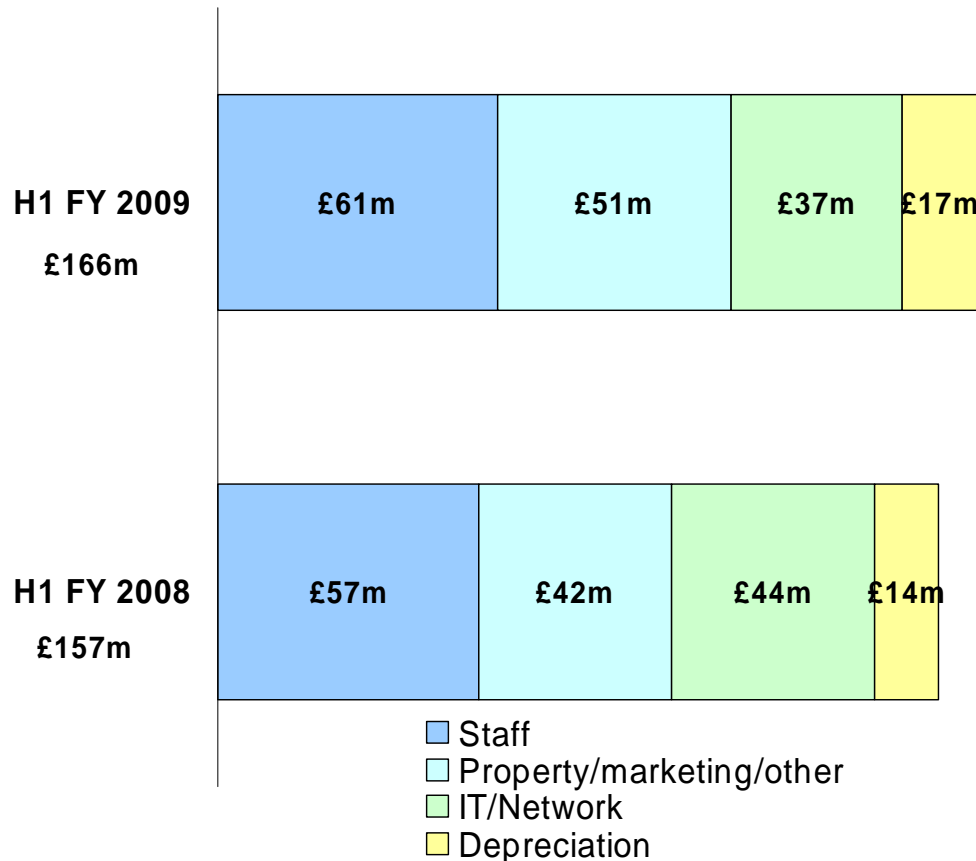 H1 FY 2009
£166m
£61m
£51m
£37m
£17m
H1 FY 2008
£157m
£57m
£42m
£44m
£14m
Staff
Property/marketing/other
IT/Network
Depreciation